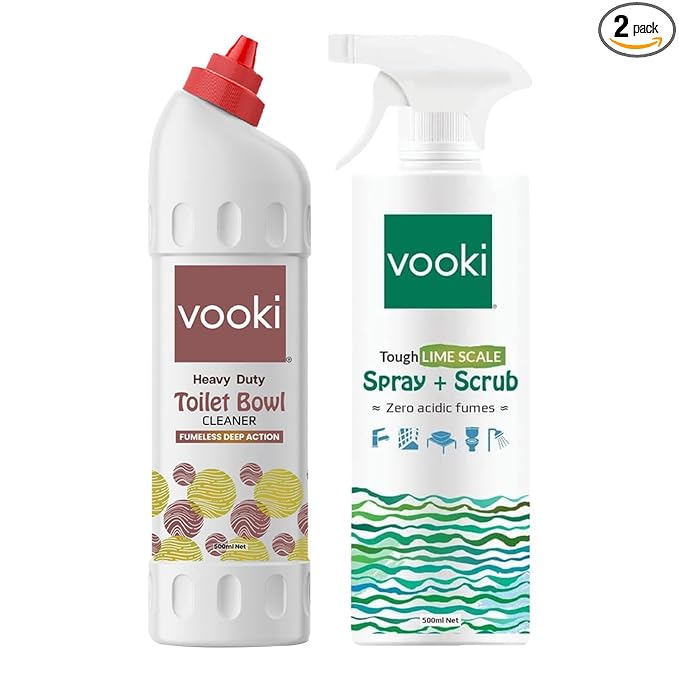 2 pack
vooki
®
Heavy Duty
Toilet Bowl
CLEANER
FUMELESS DEEP ACTION
500ml Net
vooki
®
Tough LIME SCALE
Spray + Scrub
≈ Zero acidic fumes ≈
500ml Net